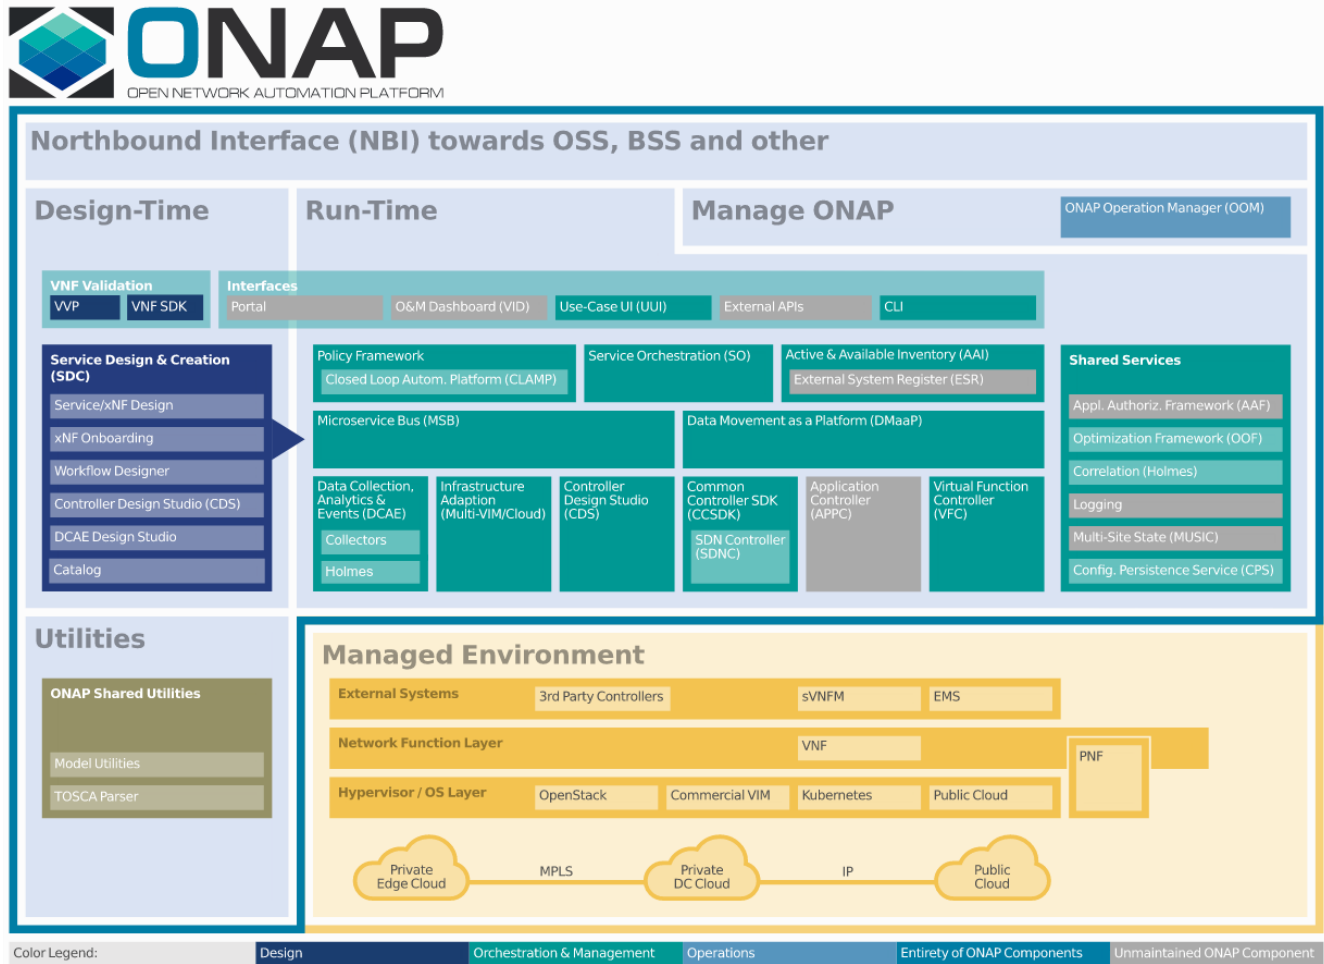 ONAP
OPEN NETWORK AUTOMATION PLATFORM
Northbound Interface (NBI) towards OSS, BSS and other
Design-Time
Run-Time
Manage ONAP
ONAP Operation Manager (OOM)
VNF Validation
VVP
VNF SDK
Interfaces
Portal
O&M Dashboard (VID)
Use-Case UI (UUI)
External APIs
CLI
Service Design & Creation
(SDC)
Service/xNF Design
xNF Onboarding
Workflow Designer
Controller Design Studio (CDS)
DCAE Design Studio
Catalog
Policy Framework
Closed Loop Autom. Platform (CLAMP)
Service Orchestration (SO)
Active & Available Inventory (AAI)
External System Register (ESR)
Microservice Bus (MSB)
Data Movement as a Platform (DMaaP)
Data Collection,
Analytics &
Events (DCAE)
Collectors
Holmes
Infrastructure
Adaption
(Multi-VIM/Cloud)
Controller
Design Studio
(CDS)
Common
Controller SDK
(CCSDK)
SDN Controller
(SDNC)
Application
Controller
(APPC)
Virtual Function
Controller
(VFC)
Shared Services
Appl. Authoriz. Framework (AAF)
Optimization Framework (OOF)
Correlation (Holmes)
Logging
Multi-Site State (MUSIC)
Config. Persistence Service (CPS)
Utilities
ONAP Shared Utilities
Model Utilities
TOSCA Parser
Managed Environment
External Systems
3rd Party Controllers
sVNFM
EMS
Network Function Layer
VNF
PNF
Hypervisor / OS Layer
OpenStack
Commercial VIM
Kubernetes
Public Cloud
Private
Edge Cloud
MPLS
Private
DC Cloud
IP
Public
Cloud
Color Legend:
Design
Orchestration & Management
Operations
Entirety of ONAP Components
Unmaintained ONAP Component